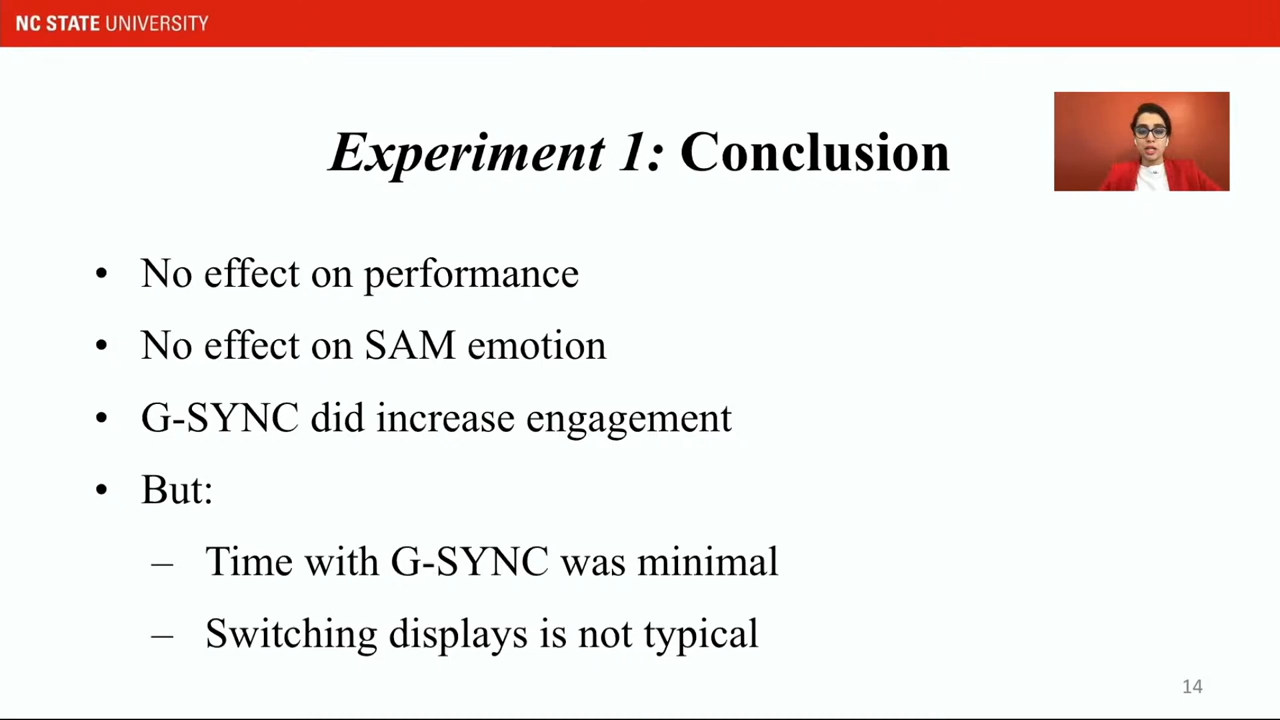 NC STATE UNIVERSITY
Experiment 1: Conclusion
• No effect on performance
• No effect on SAM emotion
• G-SYNC did increase engagement
• But:
– Time with G-SYNC was minimal
– Switching displays is not typical
14